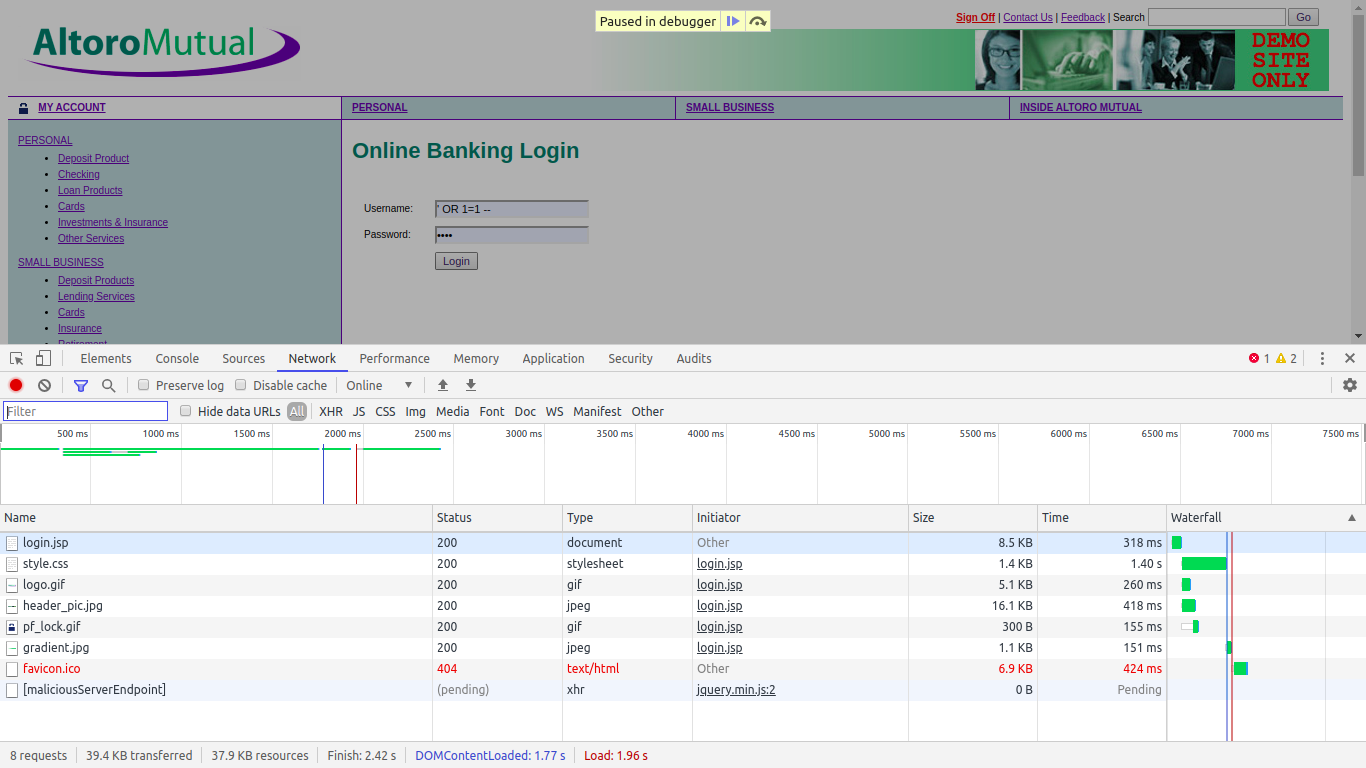 Paused in debugger
Sign Off | Contact Us | Feedback | Search Go
AltoroMutual
DEMO
SITE
ONLY
MY ACCOUNT PERSONAL SMALL BUSINESS INSIDE ALTORO MUTUAL
PERSONAL
Deposit Product
Checking
Loan Products
Cards
Investments & Insurance
Other Services
SMALL BUSINESS
Deposit Products
Lending Services
Cards
Insurance
Retirement
Online Banking Login
Username: ' OR 1=1 --
Password: ••••
Login
Elements Console Sources Network Performance Memory Application Security Audits 1 2
Preserve log Disable cache Online
Filter Hide data URLs All XHR JS CSS Img Media Font Doc WS Manifest Other
500 ms 1000 ms 1500 ms 2000 ms 2500 ms 3000 ms 3500 ms 4000 ms 4500 ms 5000 ms 5500 ms 6000 ms 6500 ms 7000 ms 7500 ms
Name Status Type Initiator Size Time Waterfall
login.jsp 200 document Other 8.5 KB 318 ms
style.css 200 stylesheet login.jsp 1.4 KB 1.40 s
logo.gif 200 gif login.jsp 5.1 KB 260 ms
header_pic.jpg 200 jpeg login.jsp 16.1 KB 418 ms
pf_lock.gif 200 gif login.jsp 300 B 155 ms
gradient.jpg 200 jpeg login.jsp 1.1 KB 151 ms
favicon.ico 404 text/html Other 6.9 KB 424 ms
[maliciousServerEndpoint] (pending) xhr jquery.min.js:2 0 B Pending
8 requests 39.4 KB transferred 37.9 KB resources Finish: 2.42 s DOMContentLoaded: 1.77 s Load: 1.96 s